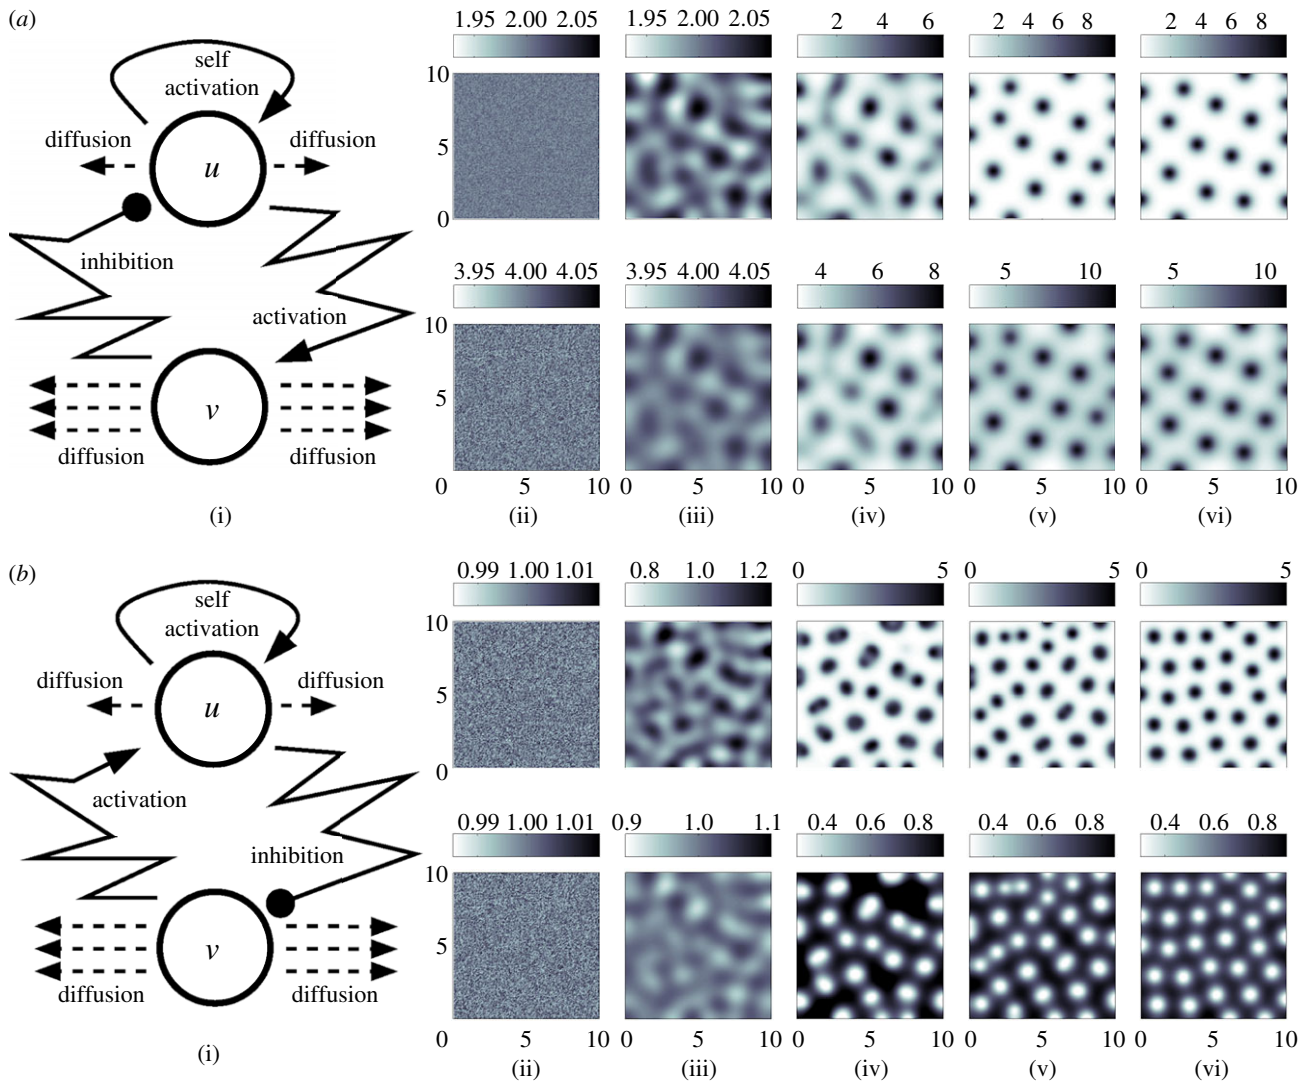 (a)
self
activation
diffusion
diffusion
u
inhibition
activation
v
diffusion
diffusion
(i)
1.95 2.00 2.05
1.95 2.00 2.05
2 4 6
2 4 6 8
2 4 6 8
10
5
0
3.95 4.00 4.05
3.95 4.00 4.05
4 6 8
5 10
5 10
10
5
5 10
0 5 10
0 5 10
0 5 10
0 5 10
(ii)
(iii)
(iv)
(v)
(vi)
(b)
self
activation
diffusion
diffusion
u
activation
inhibition
v
diffusion
diffusion
(i)
0.99 1.00 1.01
0.8 1.0 1.2
0 5
0 5
0 5
10
5
0
0.99 1.00 1.01
0.9 1.0 1.1
0.4 0.6 0.8
0.4 0.6 0.8
0.4 0.6 0.8
10
5
0 5 10
0 5 10
0 5 10
0 5 10
0 5 10
(ii)
(iii)
(iv)
(v)
(vi)